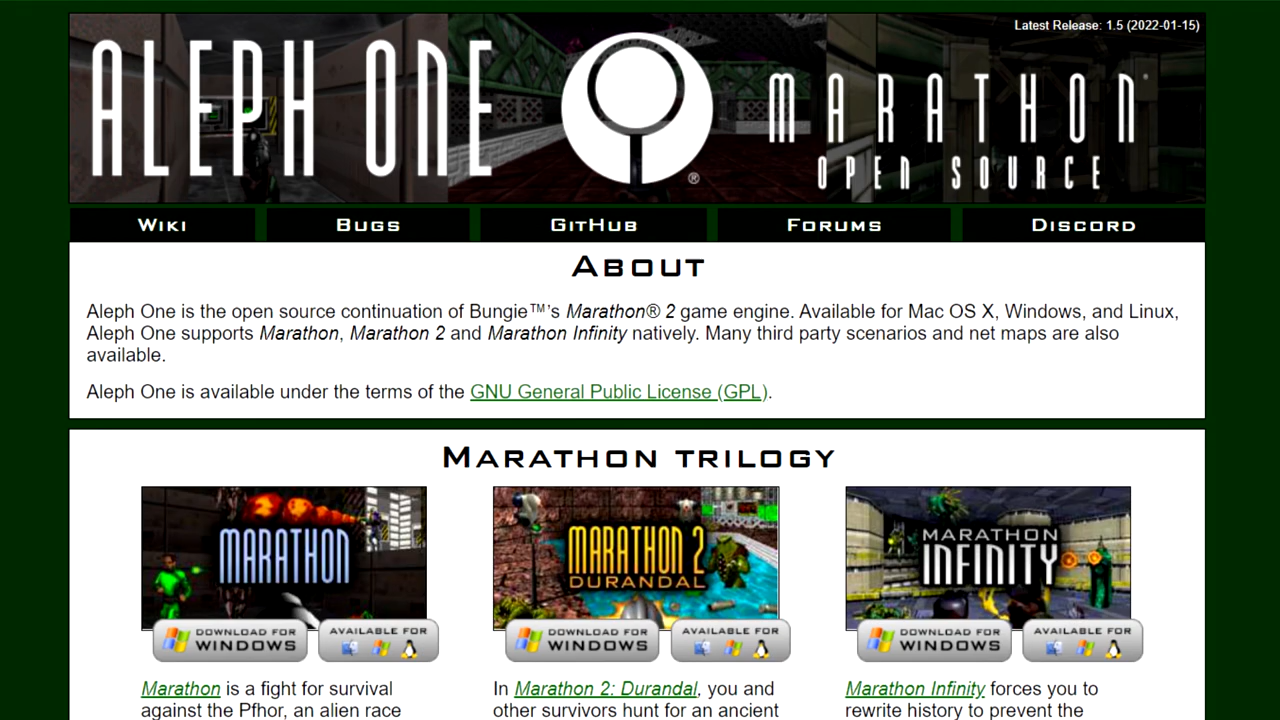 Latest Release: 1.5 (2022-01-15)
ALEPH ONE
®
MARATHON®
OPEN SOURCE
Wiki
Bugs
GitHub
Forums
Discord
About
Aleph One is the open source continuation of Bungie™'s Marathon® 2 game engine. Available for Mac OS X, Windows, and Linux,
Aleph One supports Marathon, Marathon 2 and Marathon Infinity natively. Many third party scenarios and net maps are also
available.
Aleph One is available under the terms of the GNU General Public License (GPL).
Marathon trilogy
MARATHON
MARATHON 2
DURANDAL
MARATHON
INFINITY
DOWNLOAD FOR
WINDOWS
AVAILABLE FOR
DOWNLOAD FOR
WINDOWS
AVAILABLE FOR
DOWNLOAD FOR
WINDOWS
AVAILABLE FOR
Marathon is a fight for survival
against the Pfhor, an alien race
In Marathon 2: Durandal, you and
other survivors hunt for an ancient
Marathon Infinity forces you to
rewrite history to prevent the